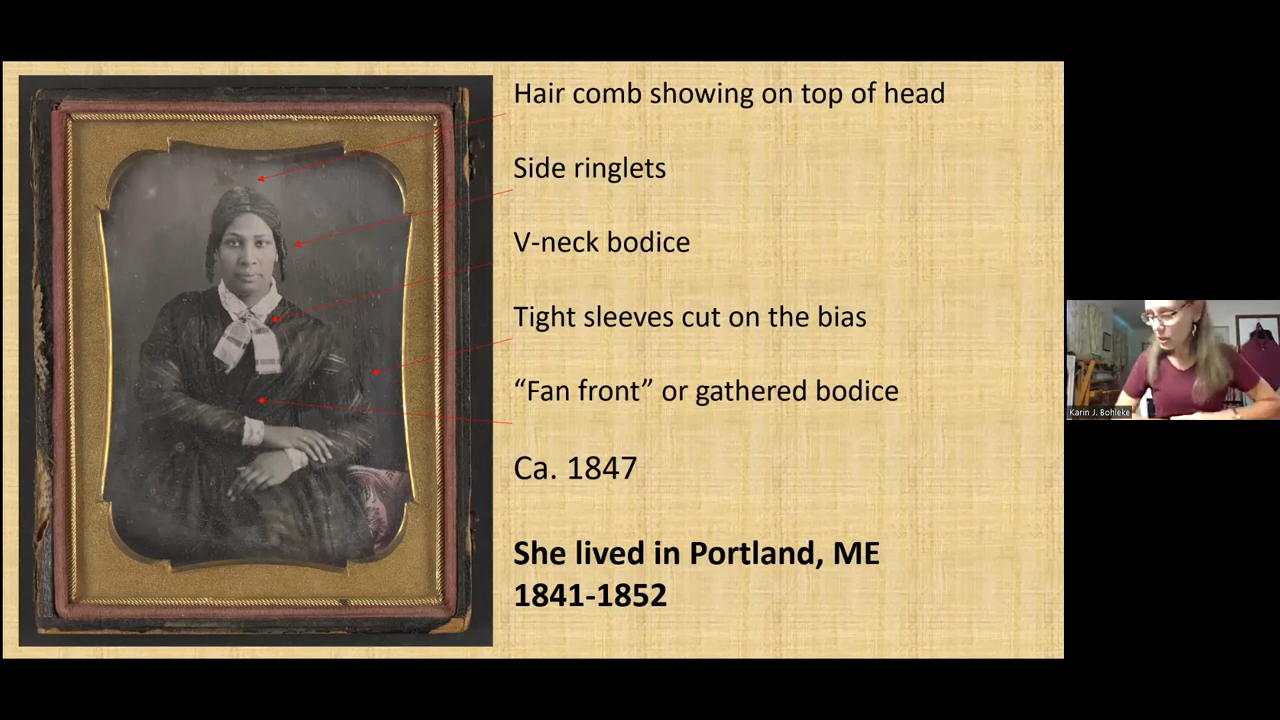 Hair comb showing on top of head
Side ringlets
V-neck bodice
Tight sleeves cut on the bias
“Fan front” or gathered bodice
Ca. 1847
She lived in Portland, ME
1841-1852
Karin J. Bohleke